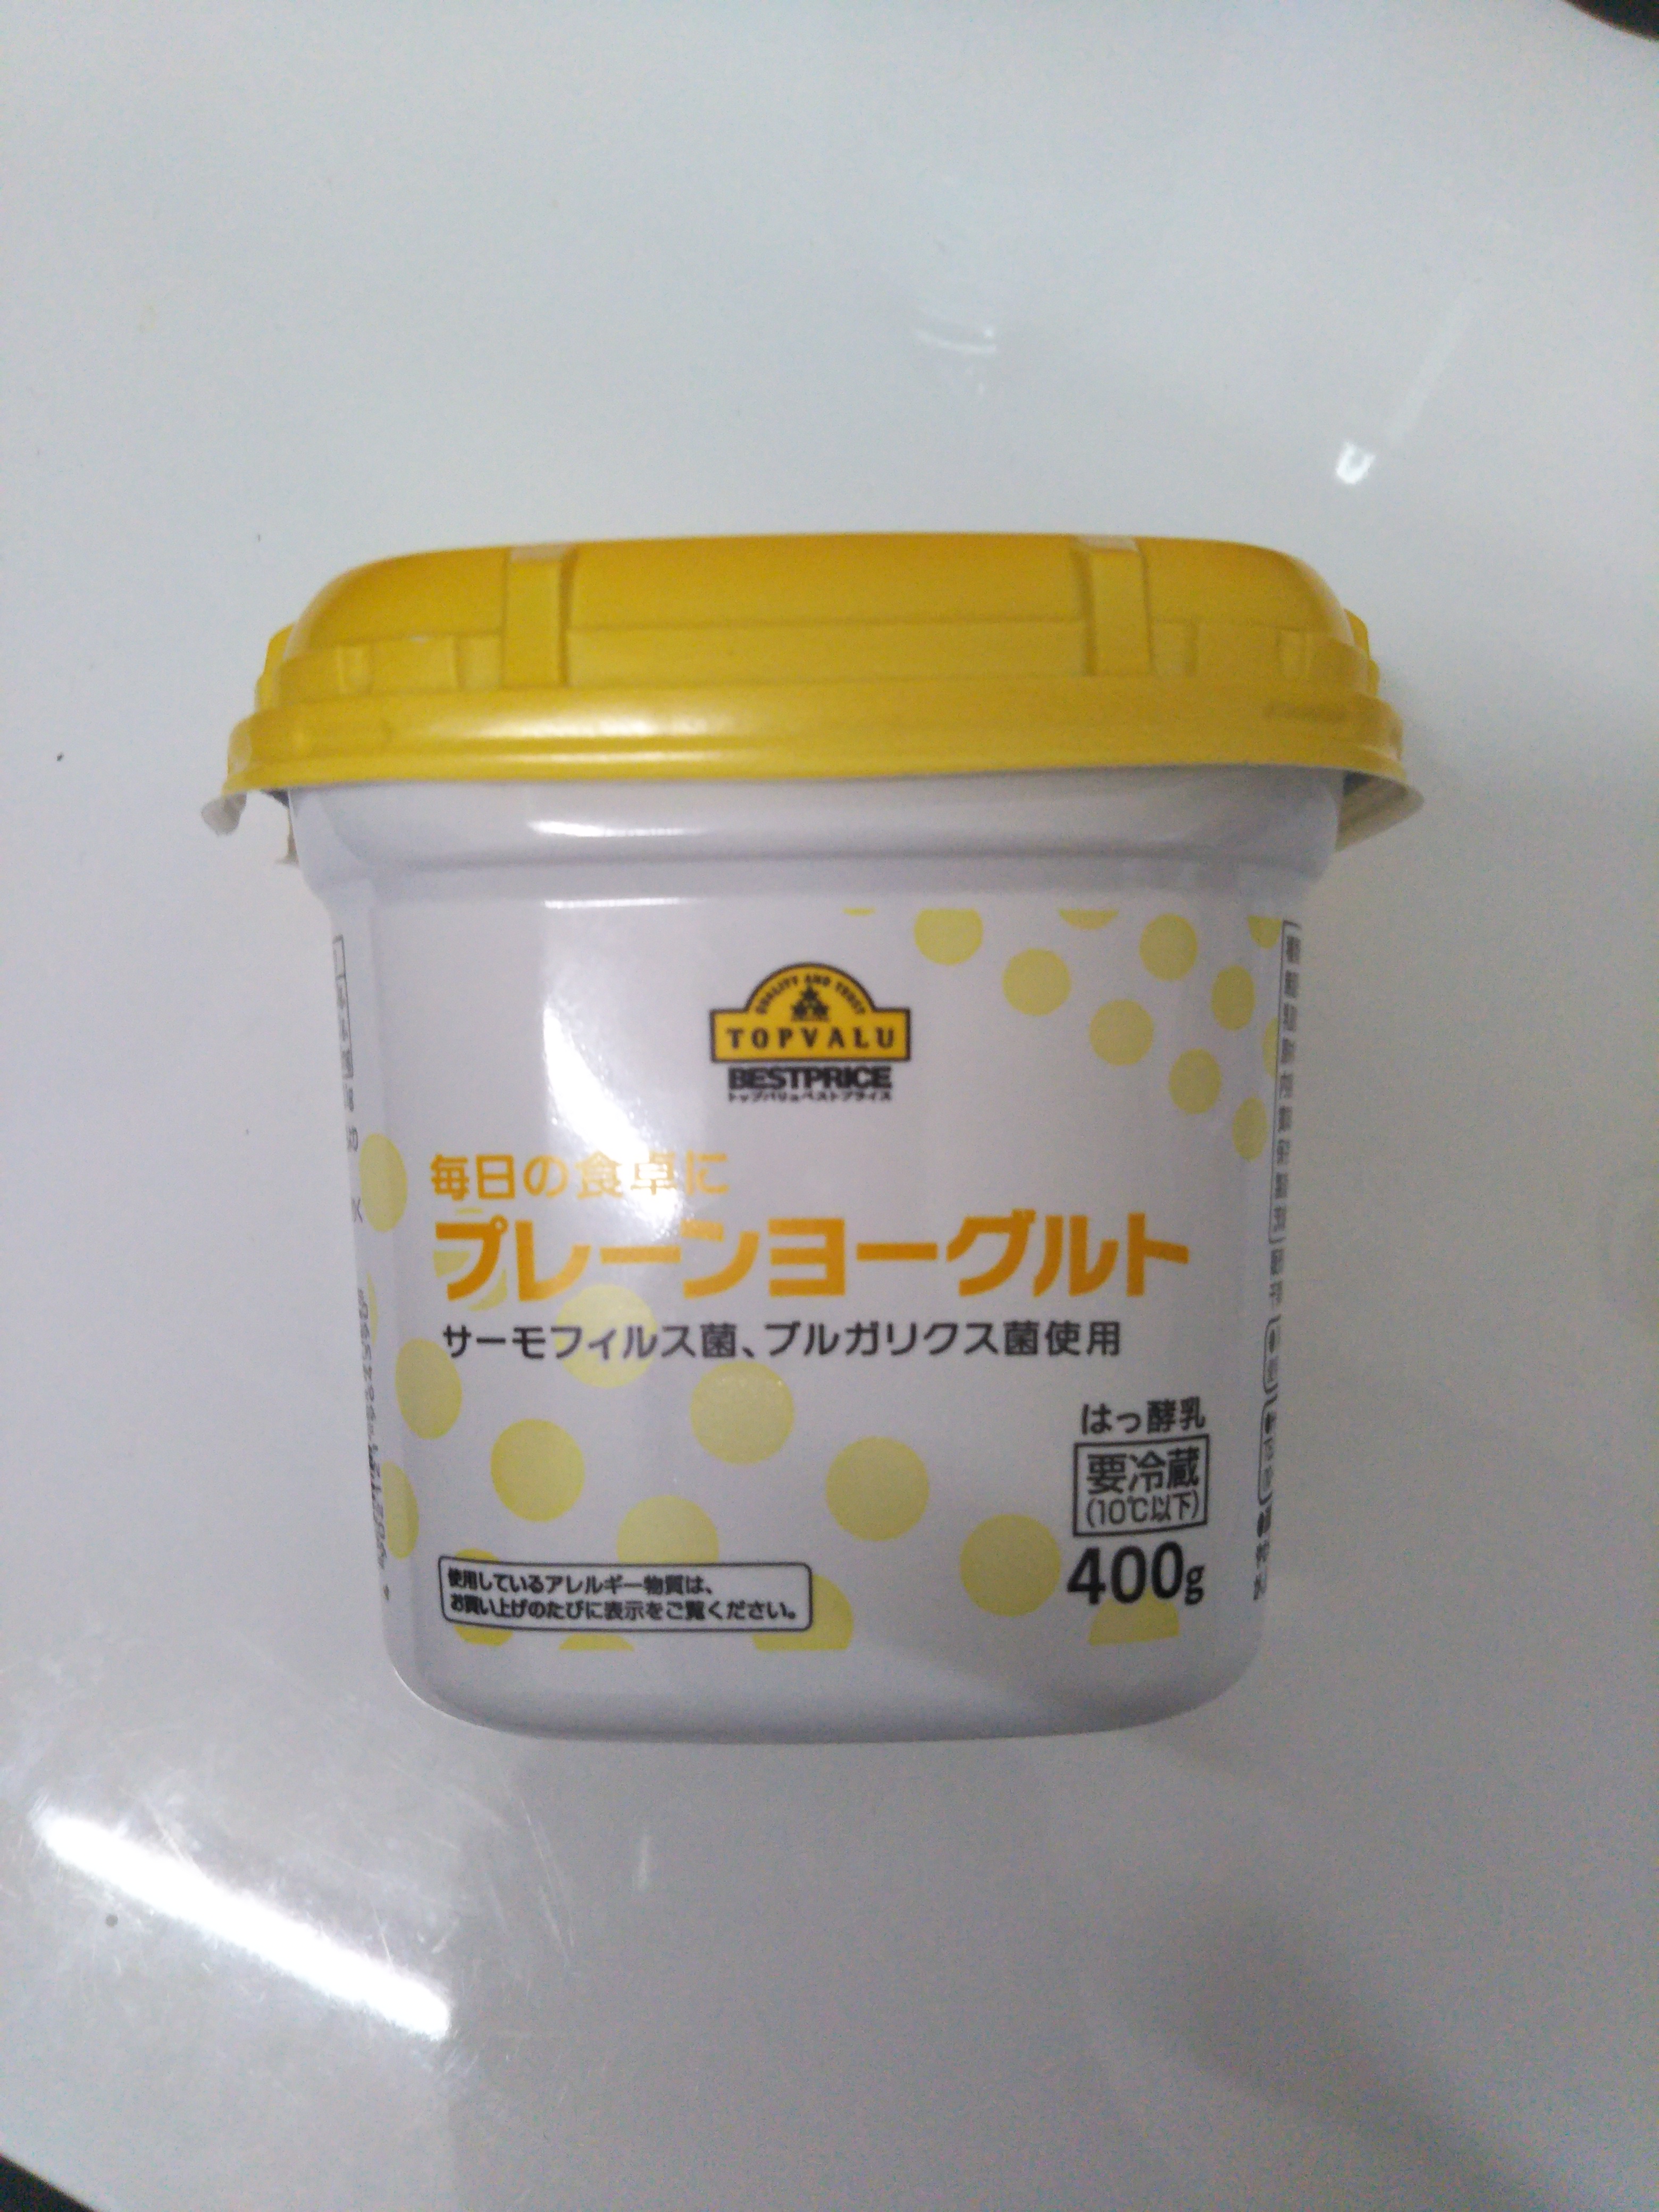 QUALITY AND TRUST
TOPVALU
BESTPRICE
トップバリュベストプライス
毎日の食卓に
プレーンヨーグルト
サーモフィルス菌、ブルガリクス菌使用
はっ酵乳
要冷蔵
(10℃以下)
400g
使用しているアレルギー物質は、
お買い上げのたびに表示をご覧ください。